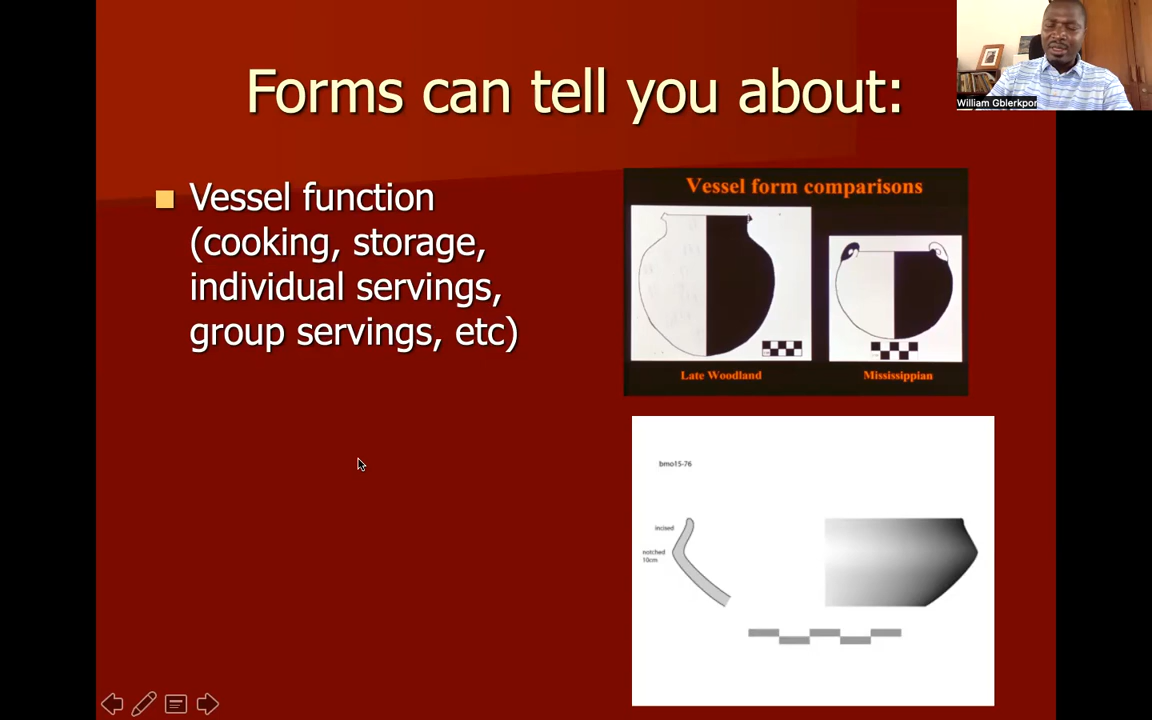 Forms can tell you about:
William Gblerkpor
Vessel function
(cooking, storage,
individual servings,
group servings, etc)
Vessel form comparisons
Late Woodland
Mississippian
bmo15-76
incised
notched
10cm